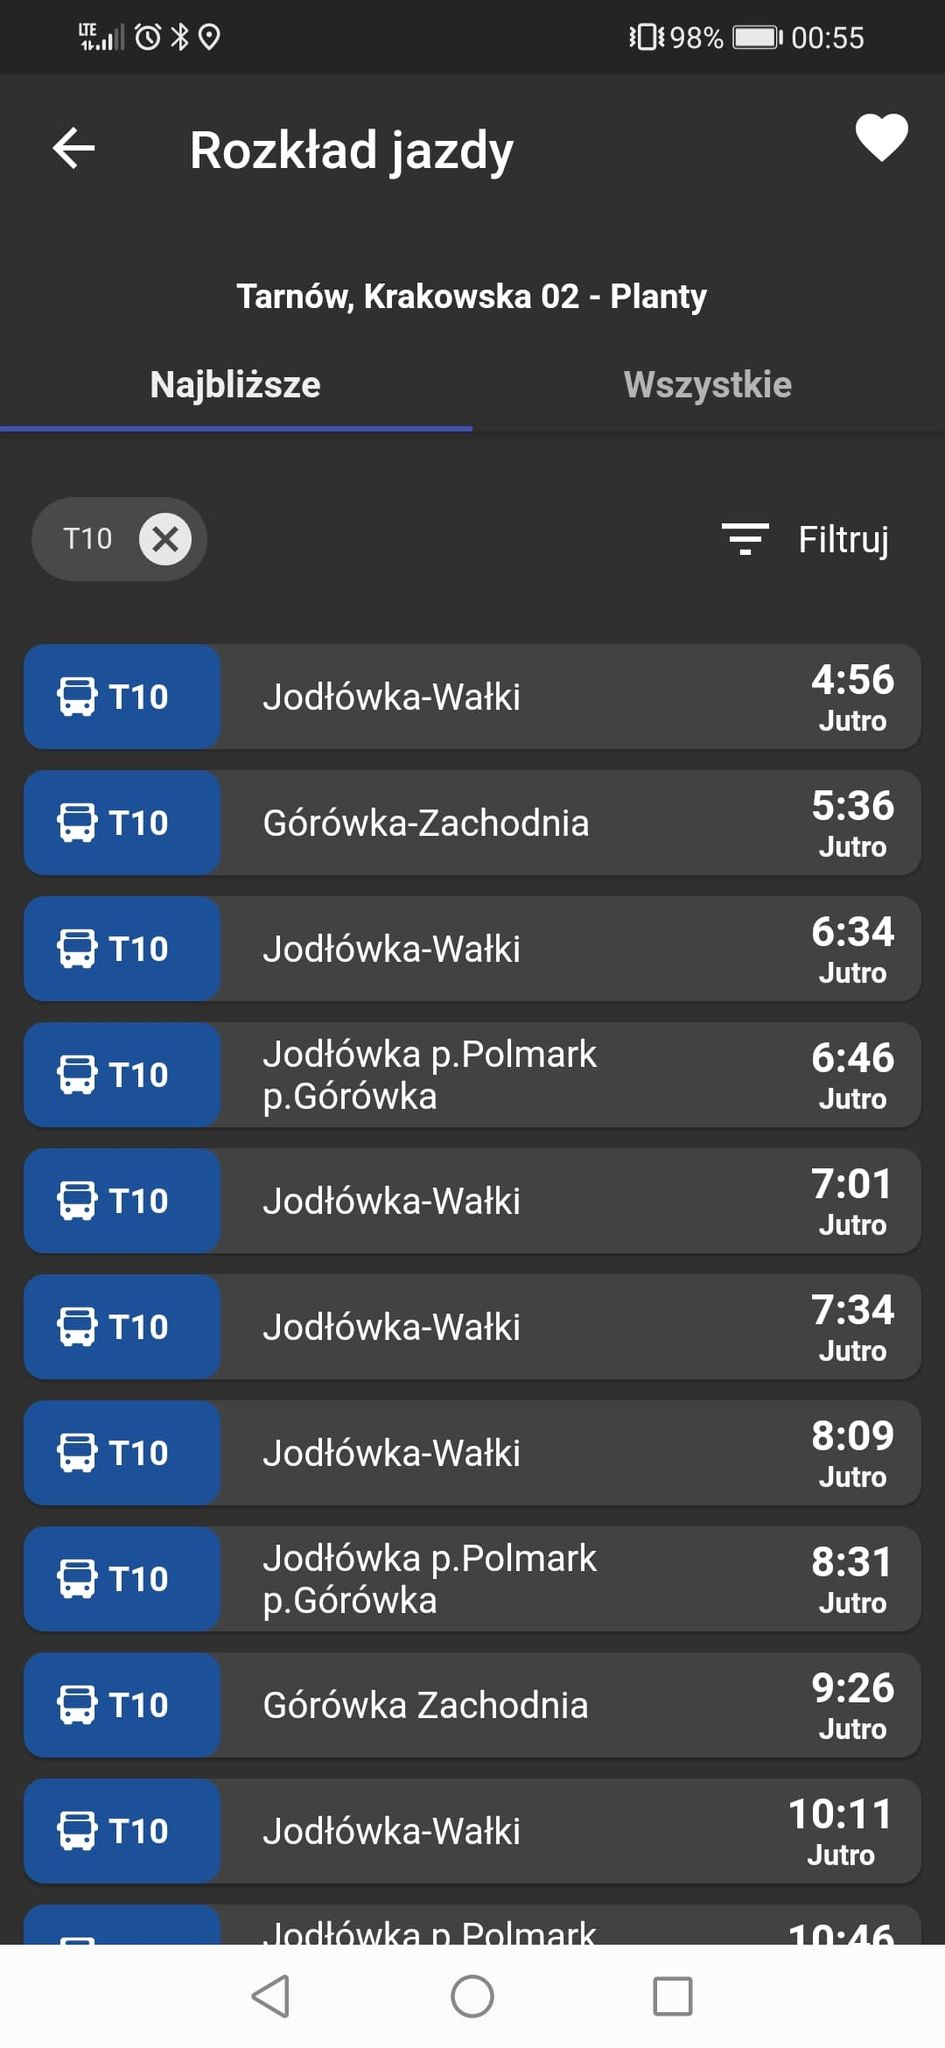 LTE
98%
00:55
Rozkład jazdy
Tarnów, Krakowska 02 - Planty
Najbliższe
Wszystkie
T10
Filtruj
T10
Jodłówka-Wałki
4:56
Jutro
T10
Górówka-Zachodnia
5:36
Jutro
T10
Jodłówka-Wałki
6:34
Jutro
T10
Jodłówka p.Polmark
p.Górówka
6:46
Jutro
T10
Jodłówka-Wałki
7:01
Jutro
T10
Jodłówka-Wałki
7:34
Jutro
T10
Jodłówka-Wałki
8:09
Jutro
T10
Jodłówka p.Polmark
p.Górówka
8:31
Jutro
T10
Górówka Zachodnia
9:26
Jutro
T10
Jodłówka-Wałki
10:11
Jutro
Jodłówka p.Polmark
10:46